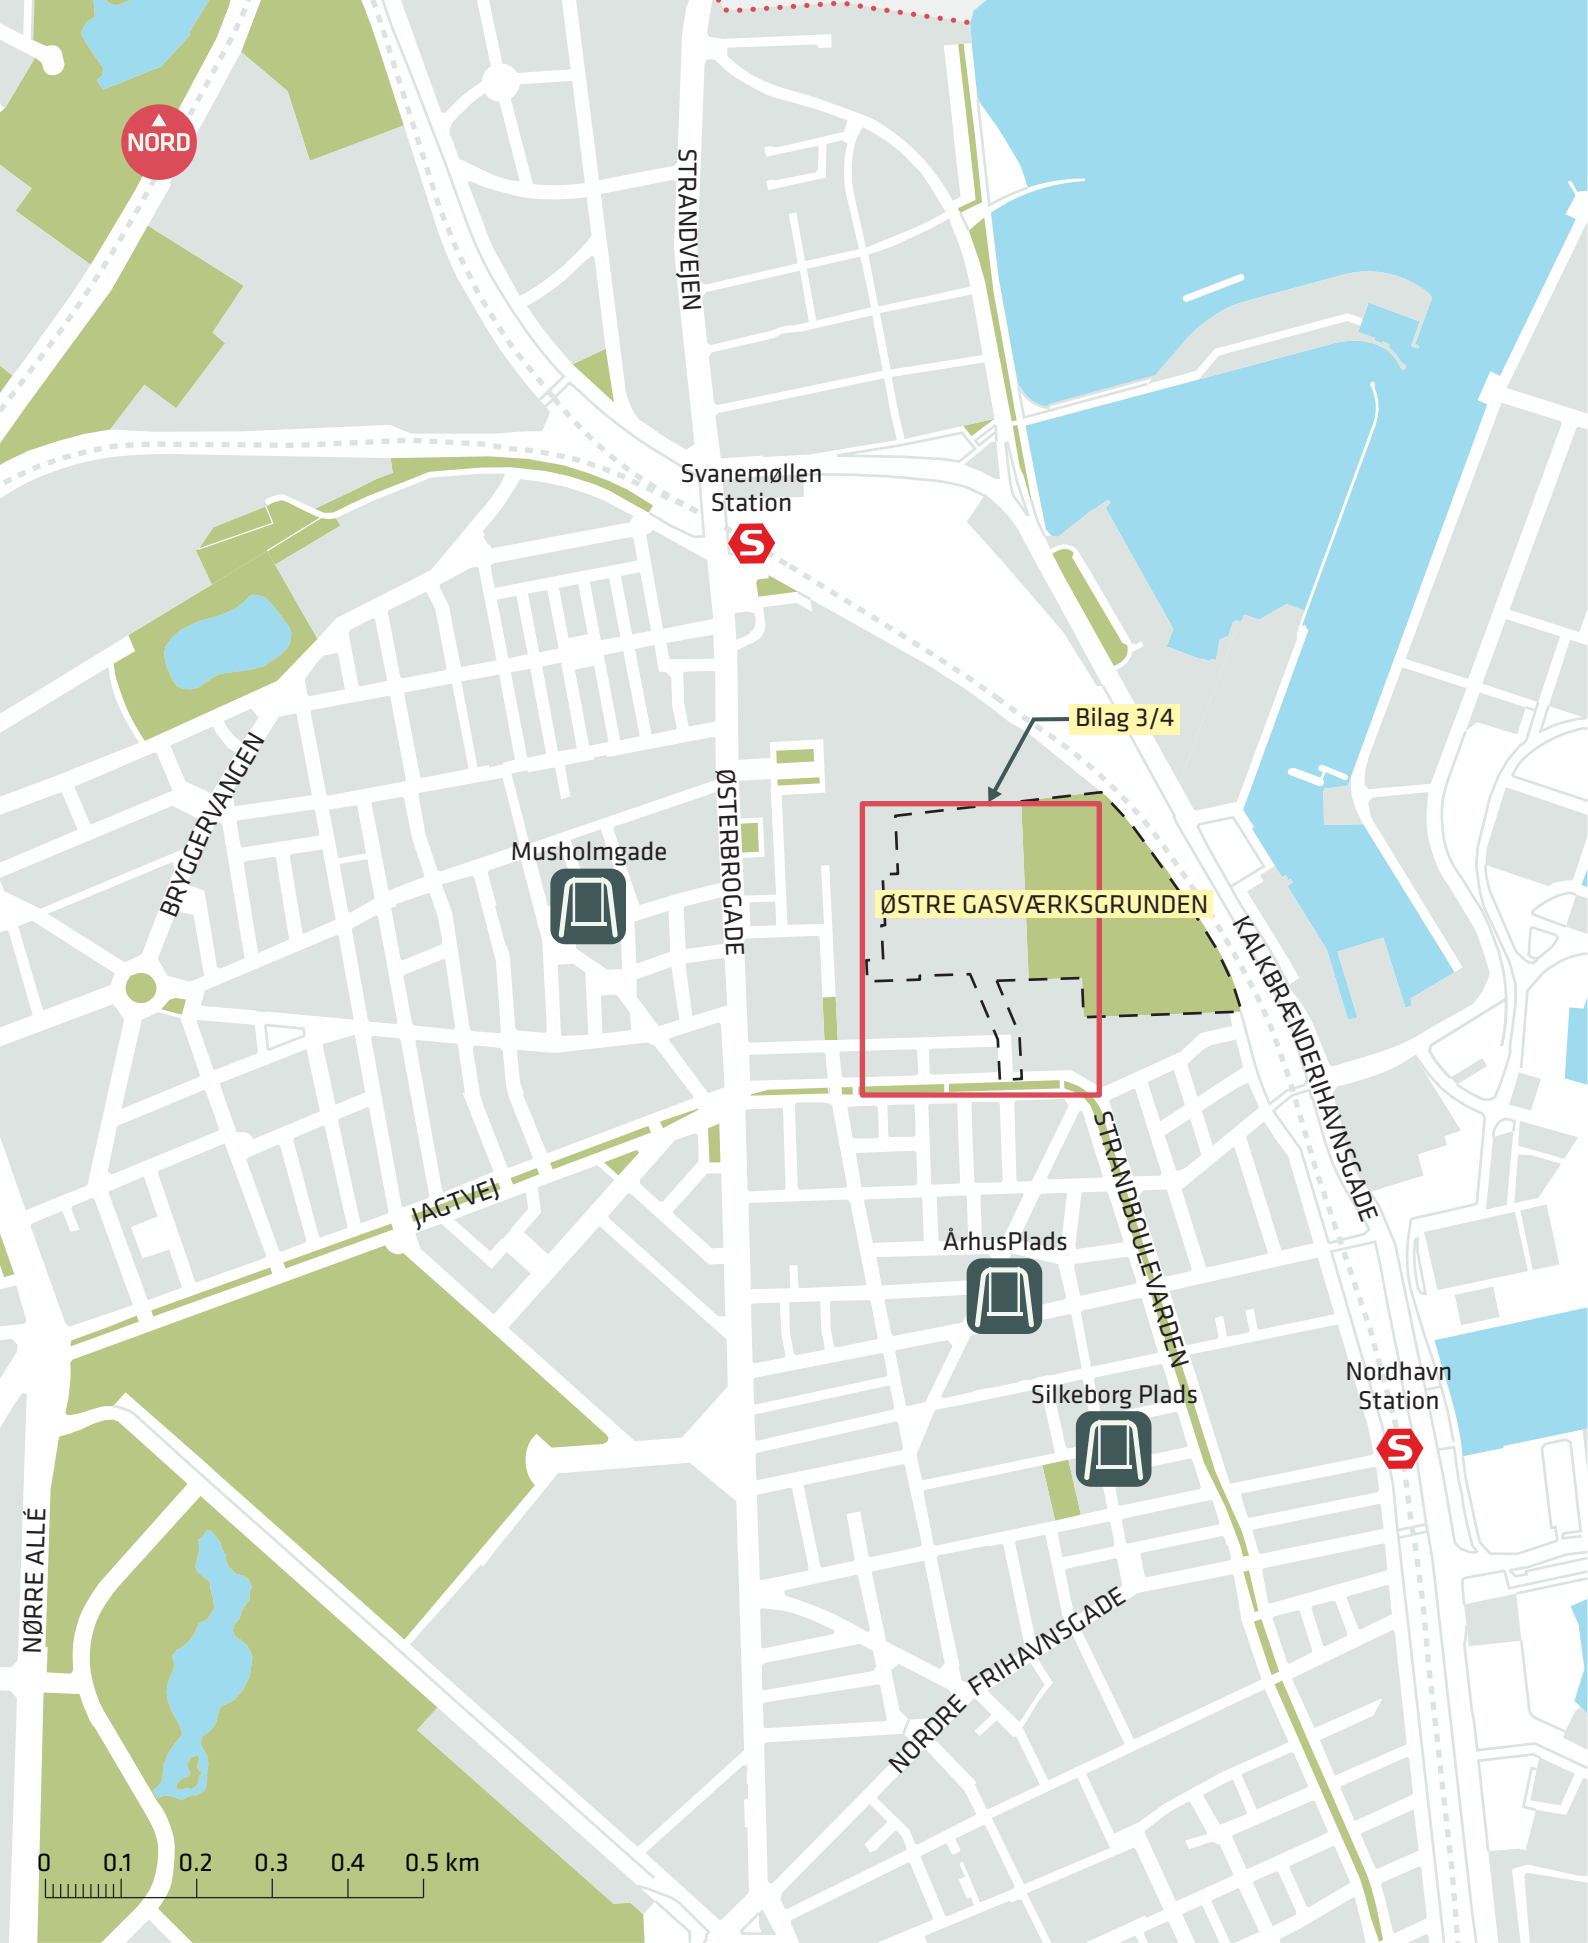 NORD
STRANDVEJEN
Svanemøllen
Station
S
Bilag 3/4
BRYGGERVANGEN
ØSTERBROGADE
Musholmgade
ØSTRE GASVÆRKSGRUNDEN
KALKBRÆNDERIHAVNSGADE
STRANDBOULEVARDEN
JAGTVEJ
ÅrhusPlads
Nordhavn
Station
S
Silkeborg Plads
NØRRE ALLÉ
NORDRE FRIHAVNSGADE
0 0.1 0.2 0.3 0.4 0.5 km